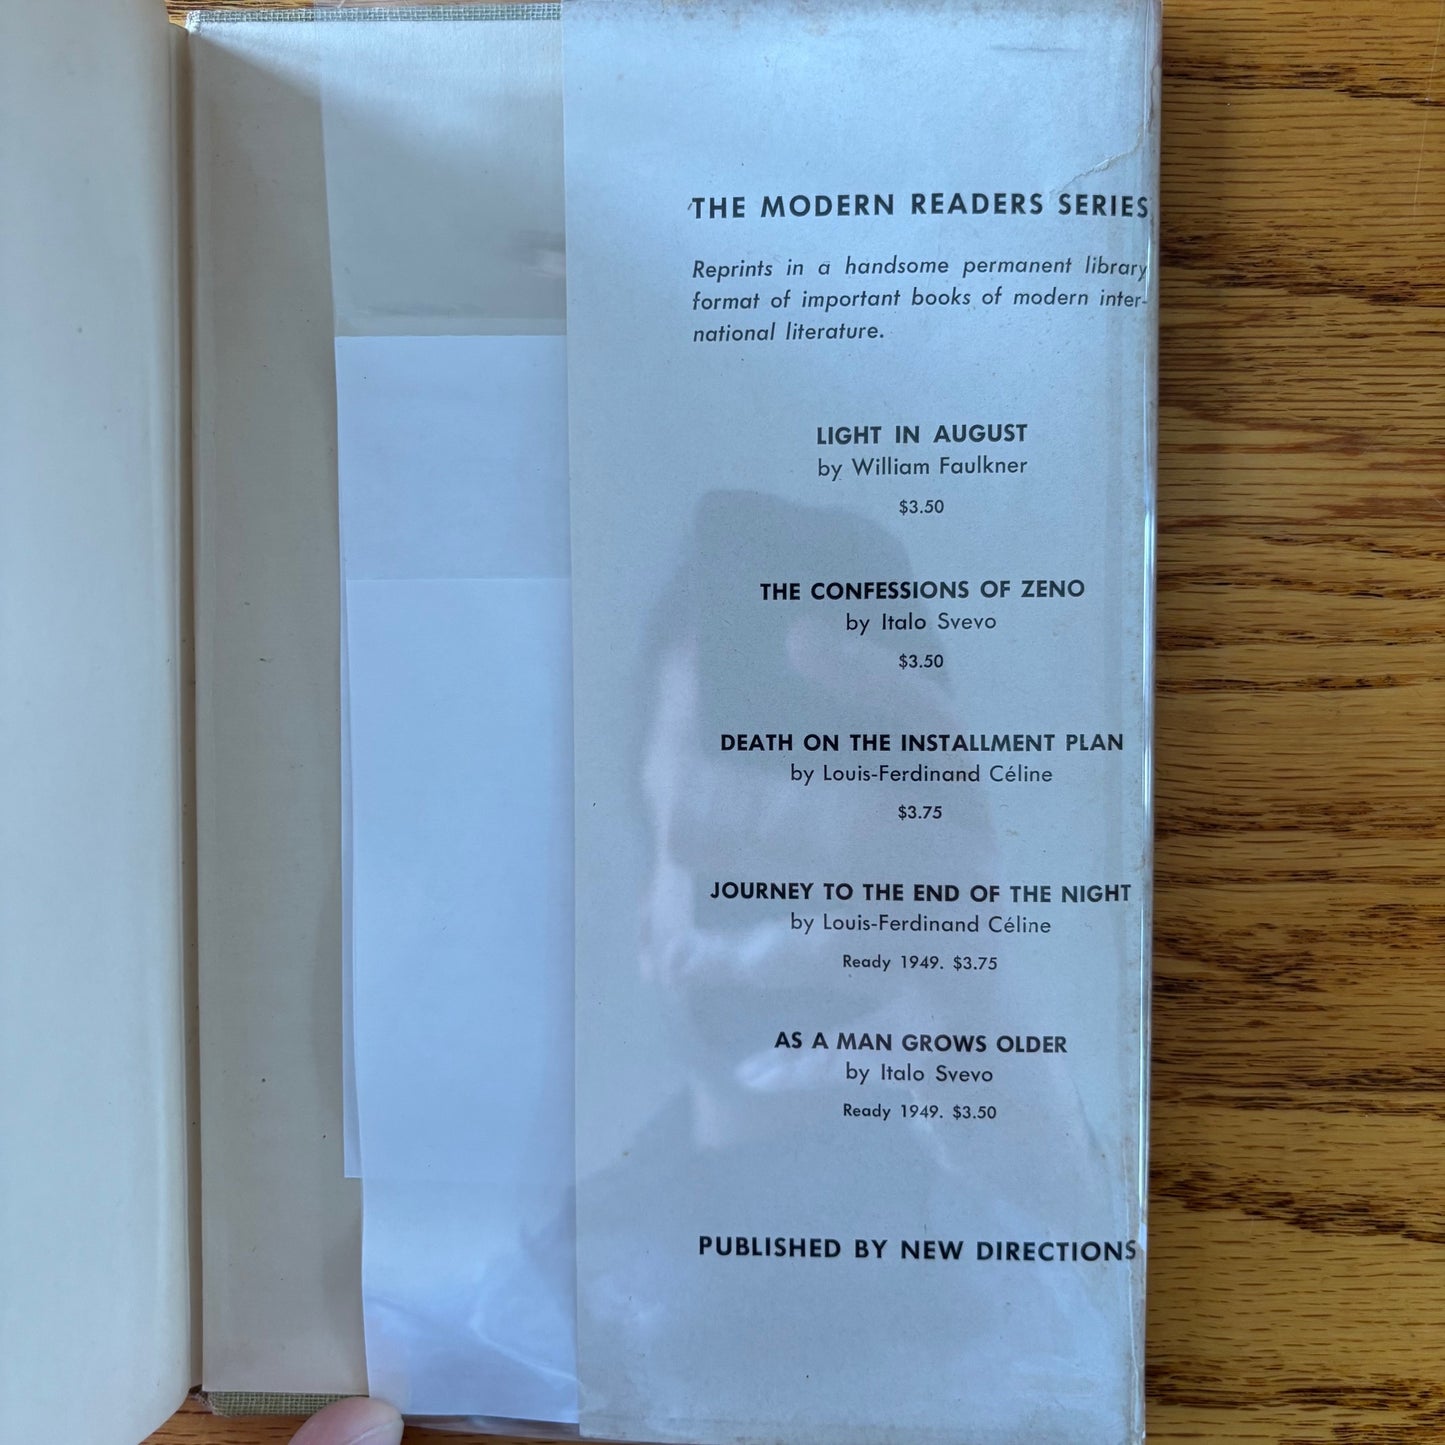 THE MODERN READERS SERIES
Reprints in a handsome permanent library
format of important books of modern inter-
national literature.
LIGHT IN AUGUST
by William Faulkner
$3.50
THE CONFESSIONS OF ZENO
by Italo Svevo
$3.50
DEATH ON THE INSTALLMENT PLAN
by Louis-Ferdinand Céline
$3.75
JOURNEY TO THE END OF THE NIGHT
by Louis-Ferdinand Céline
Ready 1949. $3.75
AS A MAN GROWS OLDER
by Italo Svevo
Ready 1949. $3.50
PUBLISHED BY NEW DIRECTIONS